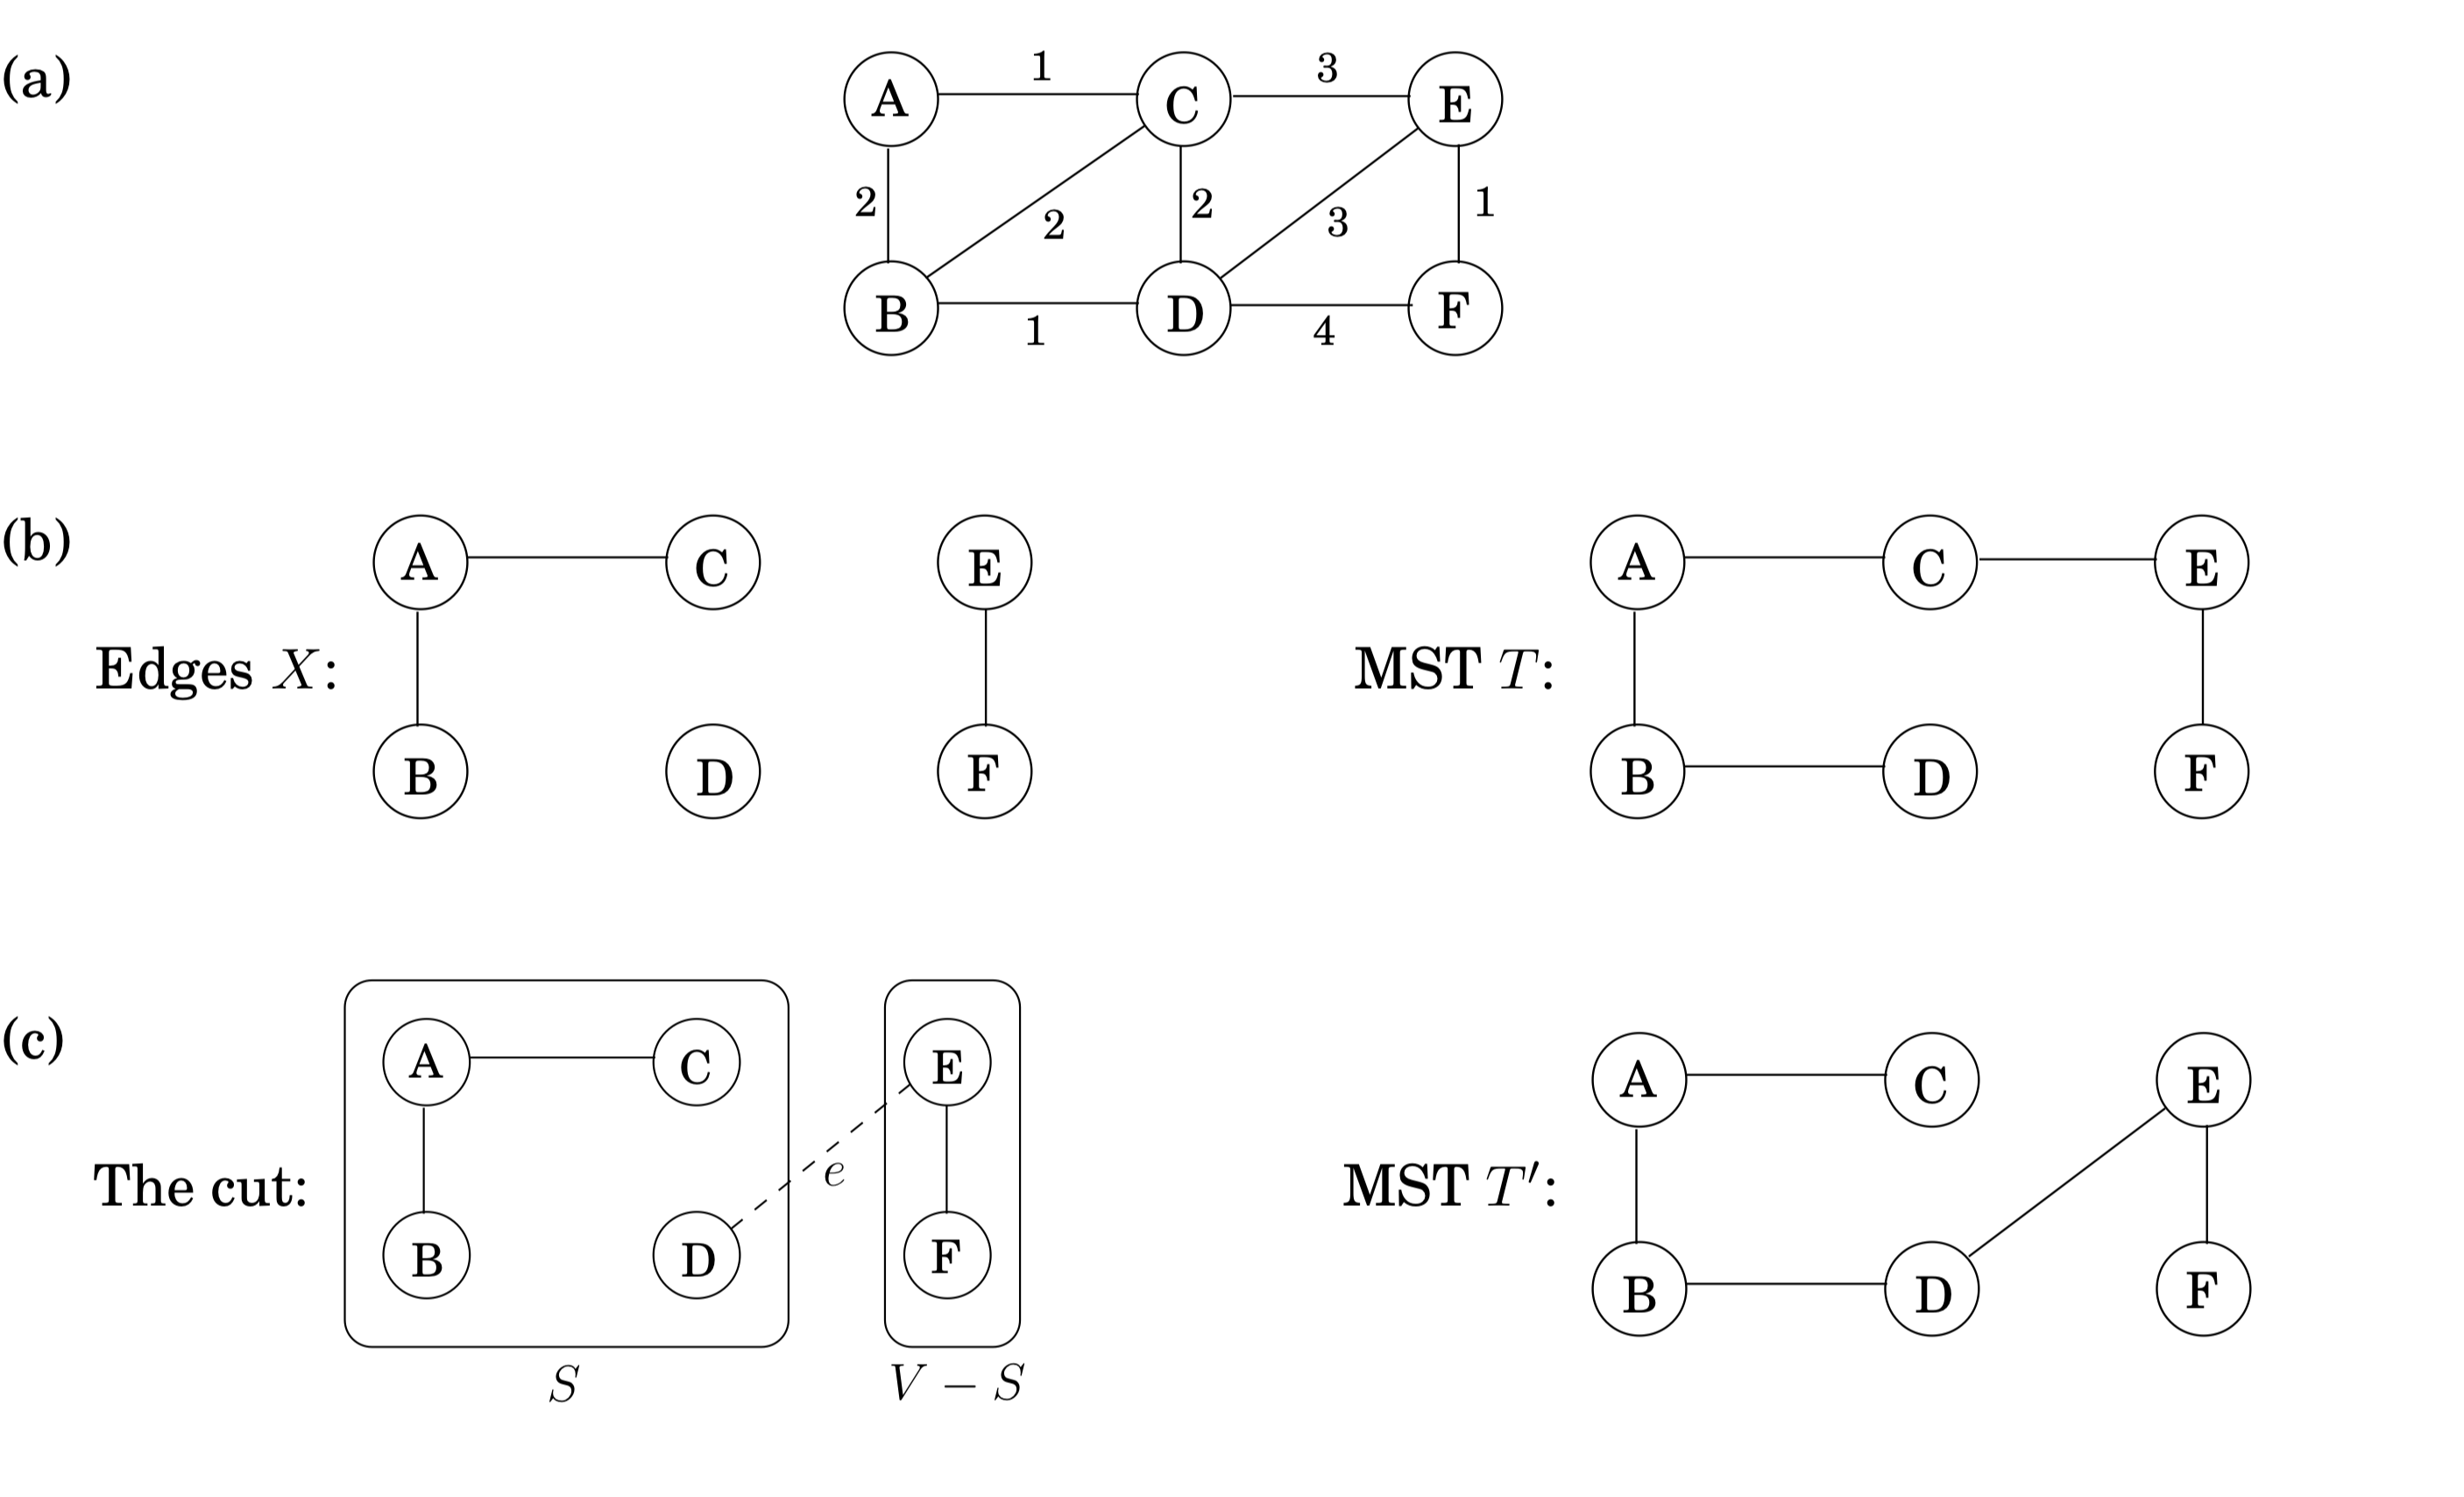 (a)
A 1 C 3 E
2 2 2 3 1
B 1 D 4 F
(b)
A C E
Edges X:
B D F
A C E
MST T:
B D F
(c)
A C E
The cut:
e
B D F
S V − S
A C E
MST T′:
B D F